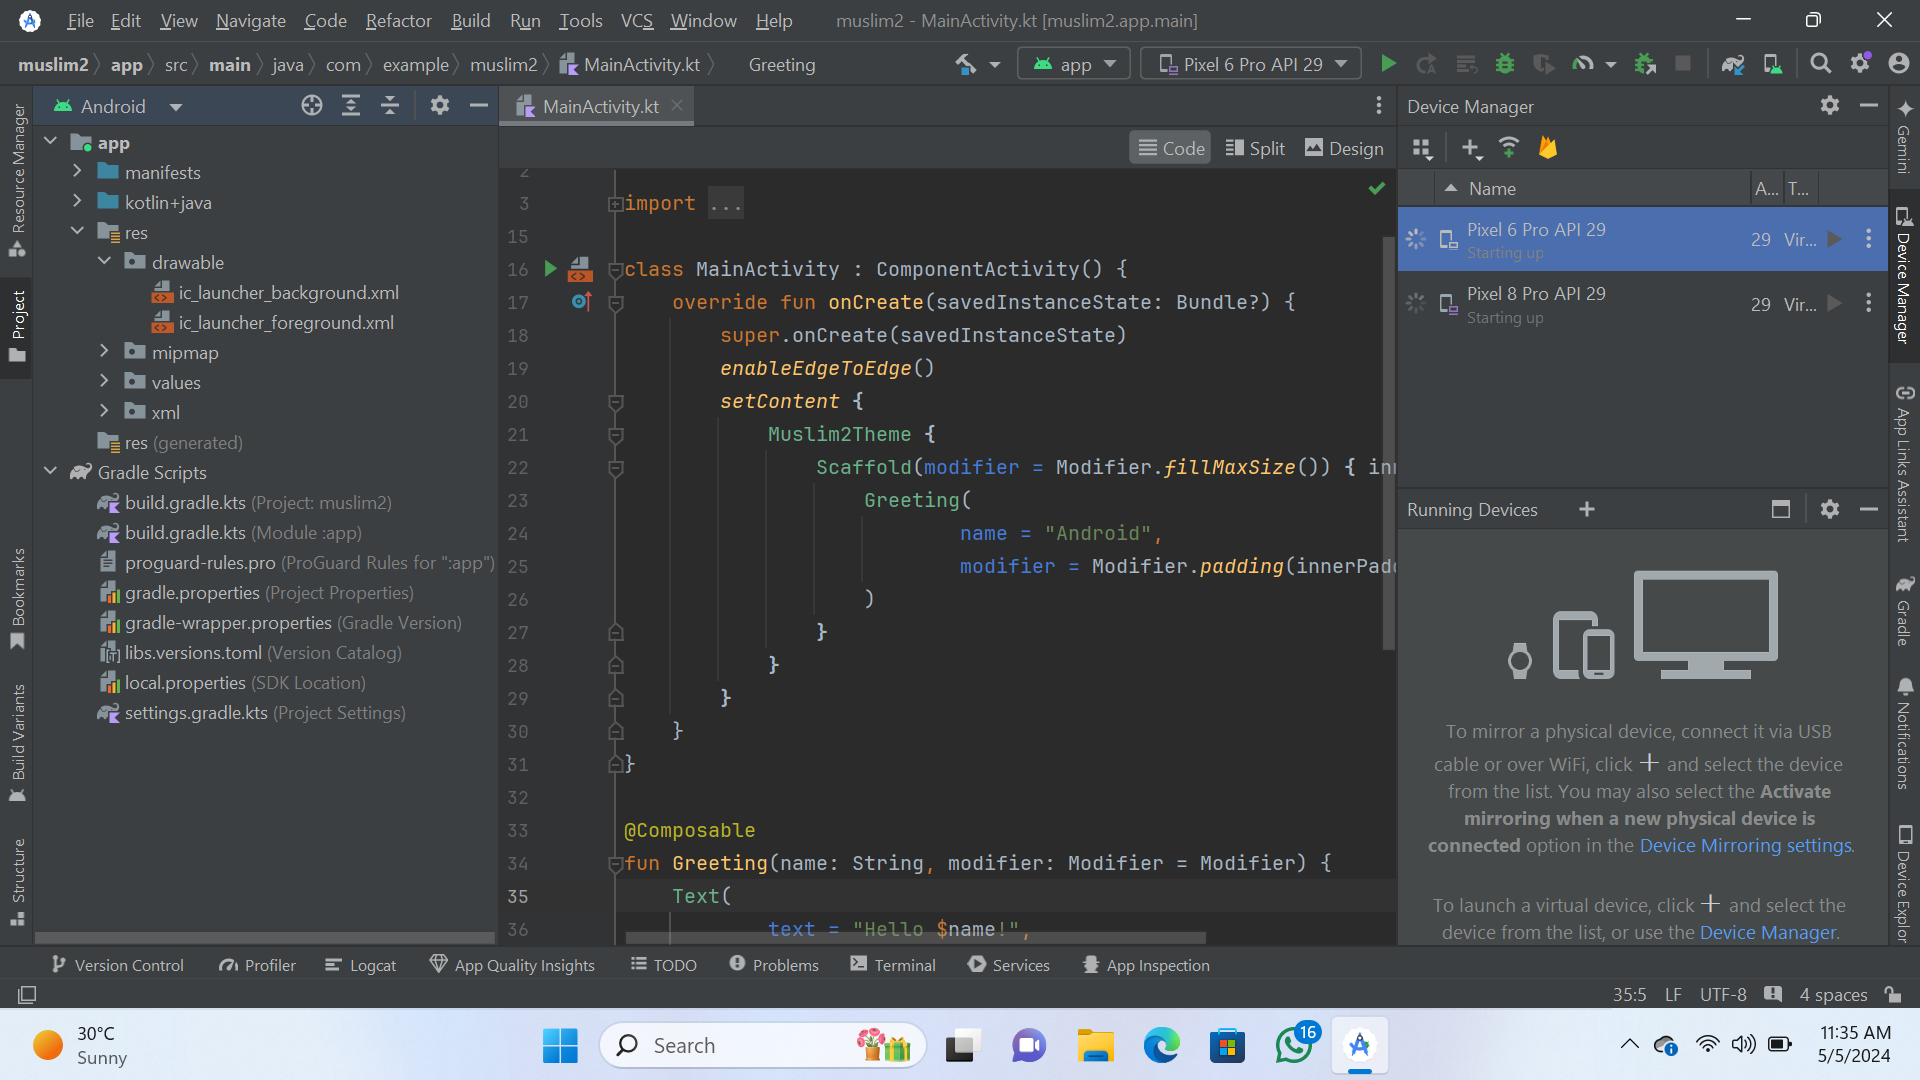 File Edit View Navigate Code Refactor Build Run Tools VCS Window Help muslim2 - MainActivity.kt [muslim2.app.main]
muslim2 app src main java com example muslim2 MainActivity.kt Greeting app Pixel 6 Pro API 29
Android
MainActivity.kt
Device Manager
Code Split Design
Resource Manager
Project
Bookmarks
Build Variants
Structure
app
manifests
kotlin+java
res
drawable
ic_launcher_background.xml
ic_launcher_foreground.xml
mipmap
values
xml
res (generated)
Gradle Scripts
build.gradle.kts (Project: muslim2)
build.gradle.kts (Module :app)
proguard-rules.pro (ProGuard Rules for ":app")
gradle.properties (Project Properties)
gradle-wrapper.properties (Gradle Version)
libs.versions.toml (Version Catalog)
local.properties (SDK Location)
settings.gradle.kts (Project Settings)
2
3 import ...
15
16 class MainActivity : ComponentActivity() {
17 override fun onCreate(savedInstanceState: Bundle?) {
18 super.onCreate(savedInstanceState)
19 enableEdgeToEdge()
20 setContent {
21 Muslim2Theme {
22 Scaffold(modifier = Modifier.fillMaxSize()) { inn
23 Greeting(
24 name = "Android",
25 modifier = Modifier.padding(innerPadd
26 )
27 }
28 }
29 }
30 }
31 }
32
33 @Composable
34 fun Greeting(name: String, modifier: Modifier = Modifier) {
35 Text(
36 text = "Hello $name!",
Name A... T...
Pixel 6 Pro API 29 29 Vir...
Starting up
Pixel 8 Pro API 29 29 Vir...
Starting up
Running Devices
To mirror a physical device, connect it via USB
cable or over WiFi, click + and select the device
from the list. You may also select the Activate
mirroring when a new physical device is
connected option in the Device Mirroring settings.
To launch a virtual device, click + and select the
device from the list, or use the Device Manager.
Gemini
Device Manager
App Links Assistant
Gradle
Notifications
Device Explor
Version Control Profiler Logcat App Quality Insights TODO Problems Terminal Services App Inspection
35:5 LF UTF-8 4 spaces
30°C
Sunny
Search
16
11:35 AM
5/5/2024